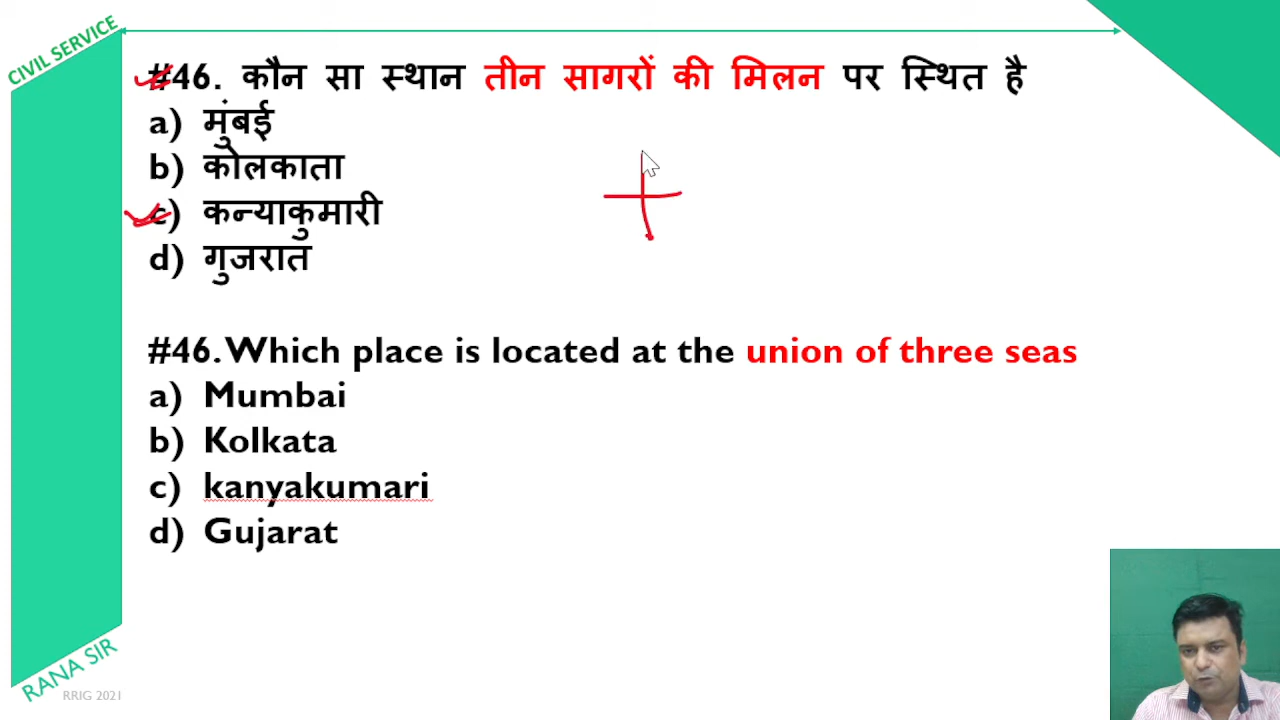 CIVIL SERVICE
#46. कौन सा स्थान तीन सागरों की मिलन पर स्थित है
a) मुंबई
b) कोलकाता
c) कन्याकुमारी
d) गुजरात
#46. Which place is located at the union of three seas
a) Mumbai
b) Kolkata
c) kanyakumari
d) Gujarat
RANA SIR
RRIG 2021